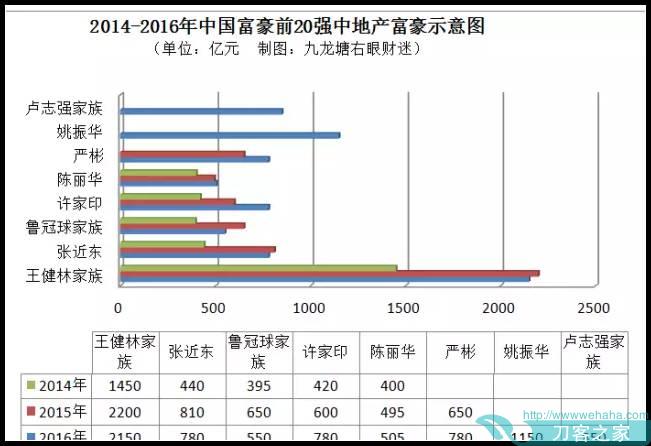 2014-2016年中国富豪前20强中地产富豪示意图
（单位：亿元 制图：九龙塘右眼财迷）
卢志强家族
姚振华
严彬
陈丽华
许家印
鲁冠球家族
张近东
王健林家族
0 500 1000 1500 2000 2500
王健林家族 张近东 鲁冠球家族 许家印 陈丽华 严彬 姚振华 卢志强家族
2014年 1450 440 395 420 400
2015年 2200 810 650 600 495 650
2016年 2150 780 550 780 505 780 1150
http://www.wehaha.com
刀客之家